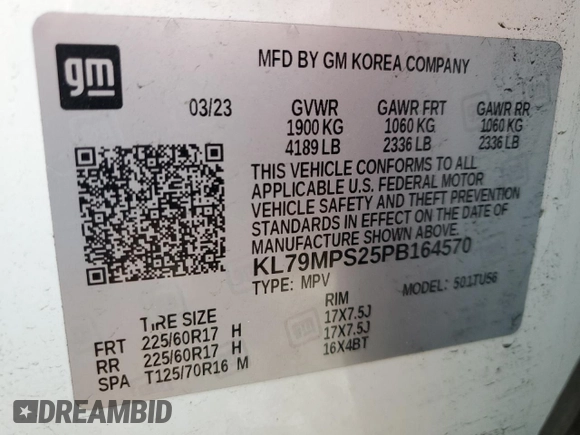 gm
MFD BY GM KOREA COMPANY
03/23 GVWR GAWR FRT GAWR RR
1900 KG 1060 KG 1060 KG
4189 LB 2336 LB 2336 LB
THIS VEHICLE CONFORMS TO ALL
APPLICABLE U.S. FEDERAL MOTOR
VEHICLE SAFETY AND THEFT PREVENTION
STANDARDS IN EFFECT ON THE DATE OF
MANUFACTURE SHOWN ABOVE.
KL79MPS25PB164570
TYPE: MPV MODEL: 501TU56
TIRE SIZE RIM
FRT 225/60R17 H 17X7.5J
RR 225/60R17 H 17X7.5J
SPA T125/70R16 M 16X4BT
gm
DREAMBID